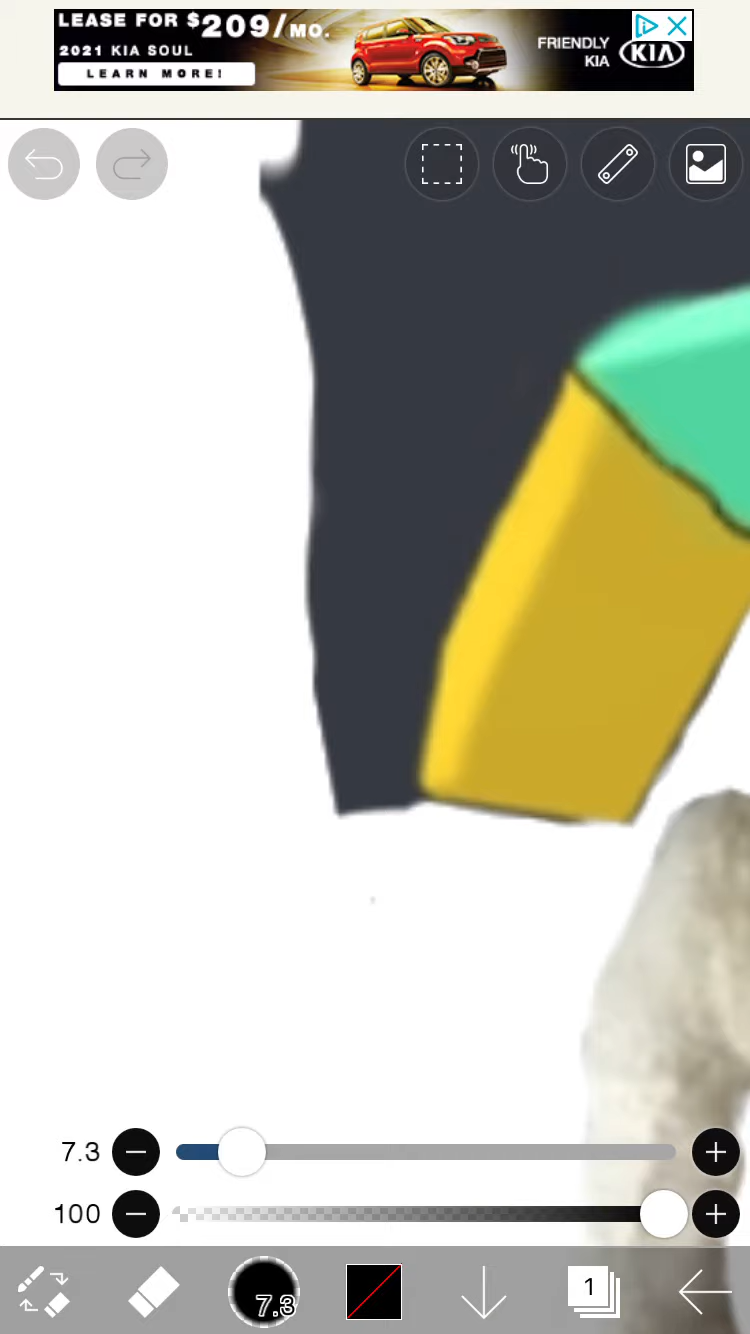 LEASE FOR $209/MO.
2021 KIA SOUL
LEARN MORE!
FRIENDLY
KIA
KIA
7.3
100
7.3
1